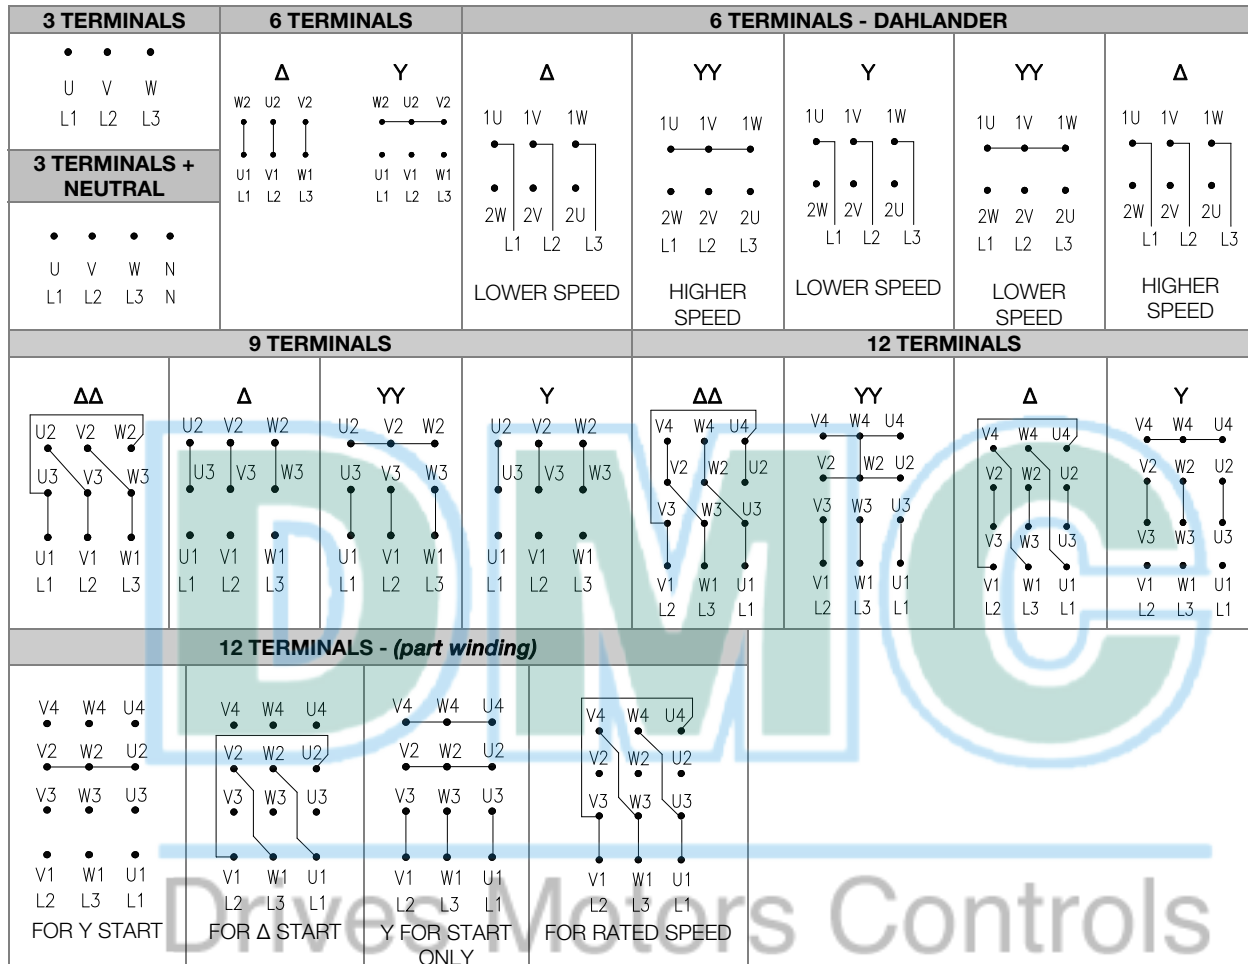 3 TERMINALS
U V W
L1 L2 L3
3 TERMINALS +
NEUTRAL
U V W N
L1 L2 L3 N
6 TERMINALS
Δ Y
W2 U2 V2 W2 U2 V2
U1 V1 W1 U1 V1 W1
L1 L2 L3 L1 L2 L3
6 TERMINALS - DAHLANDER
Δ
1U 1V 1W
2W 2V 2U
L1 L2 L3
LOWER SPEED
YY
1U 1V 1W
2W 2V 2U
L1 L2 L3
HIGHER
SPEED
Y
1U 1V 1W
2W 2V 2U
L1 L2 L3
LOWER SPEED
YY
1U 1V 1W
2W 2V 2U
L1 L2 L3
LOWER
SPEED
Δ
1U 1V 1W
2W 2V 2U
L1 L2 L3
HIGHER
SPEED
9 TERMINALS
ΔΔ
U2 V2 W2
U3 V3 W3
U1 V1 W1
L1 L2 L3
Δ
U2 V2 W2
U3 V3 W3
U1 V1 W1
L1 L2 L3
YY
U2 V2 W2
U3 V3 W3
U1 V1 W1
L1 L2 L3
Y
U2 V2 W2
U3 V3 W3
U1 V1 W1
L1 L2 L3
12 TERMINALS
ΔΔ
V4 W4 U4
V2 W2 U2
V3 W3 U3
V1 W1 U1
L2 L3 L1
YY
V4 W4 U4
V2 W2 U2
V3 W3 U3
V1 W1 U1
L2 L3 L1
Δ
V4 W4 U4
V2 W2 U2
V3 W3 U3
V1 W1 U1
L2 L3 L1
Y
V4 W4 U4
V2 W2 U2
V3 W3 U3
V1 W1 U1
L2 L3 L1
12 TERMINALS - (part winding)
V4 W4 U4
V2 W2 U2
V3 W3 U3
V1 W1 U1
L2 L3 L1
FOR Y START
V4 W4 U4
V2 W2 U2
V3 W3 U3
V1 W1 U1
L2 L3 L1
FOR Δ START
V4 W4 U4
V2 W2 U2
V3 W3 U3
V1 W1 U1
L2 L3 L1
Y FOR START
ONLY
V4 W4 U4
V2 W2 U2
V3 W3 U3
V1 W1 U1
L2 L3 L1
FOR RATED SPEED
DMC
Drives Motors Controls